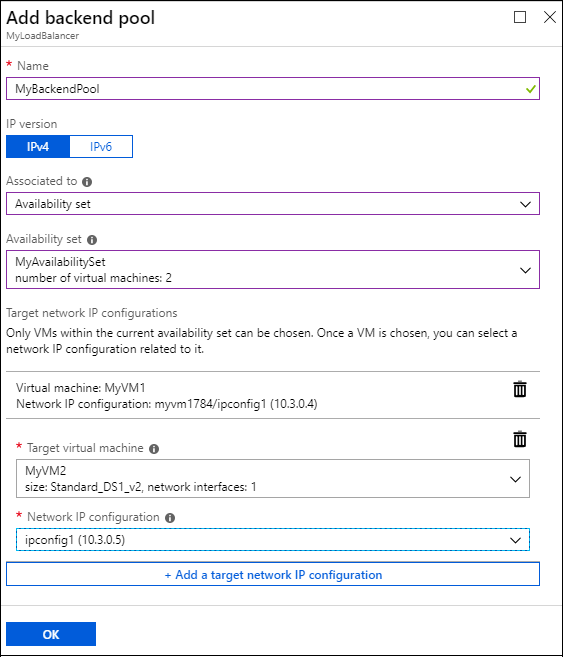 Add backend pool
MyLoadBalancer
* Name
MyBackendPool
IP version
IPv4 IPv6
Associated to
Availability set
Availability set
MyAvailabilitySet
number of virtual machines: 2
Target network IP configurations
Only VMs within the current availability set can be chosen. Once a VM is chosen, you can select a
network IP configuration related to it.
Virtual machine: MyVM1
Network IP configuration: myvm1784/ipconfig1 (10.3.0.4)
* Target virtual machine
MyVM2
size: Standard_DS1_v2, network interfaces: 1
* Network IP configuration
ipconfig1 (10.3.0.5)
+ Add a target network IP configuration
OK